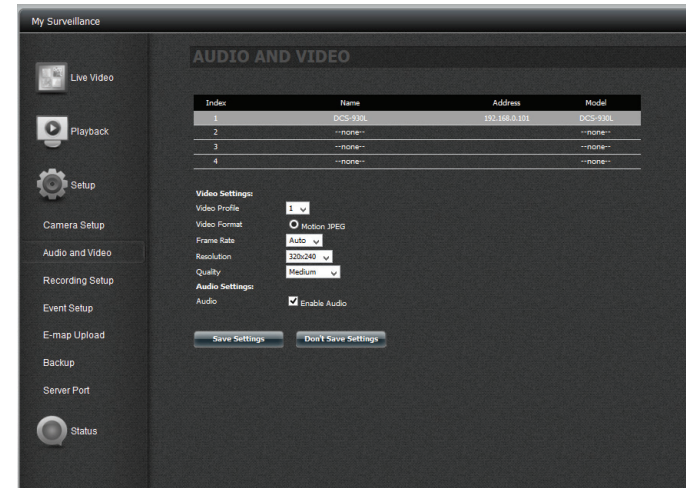 My Surveillance
Live Video
Playback
Setup
Camera Setup
Audio and Video
Recording Setup
Event Setup
E-map Upload
Backup
Server Port
Status
AUDIO AND VIDEO
Index Name Address Model
1 DCS-930L 192.168.0.101 DCS-930L
2 --none-- --none--
3 --none-- --none--
4 --none-- --none--
Video Settings:
Video Profile 1
Video Format Motion JPEG
Frame Rate Auto
Resolution 320x240
Quality Medium
Audio Settings:
Audio Enable Audio
Save Settings Don't Save Settings